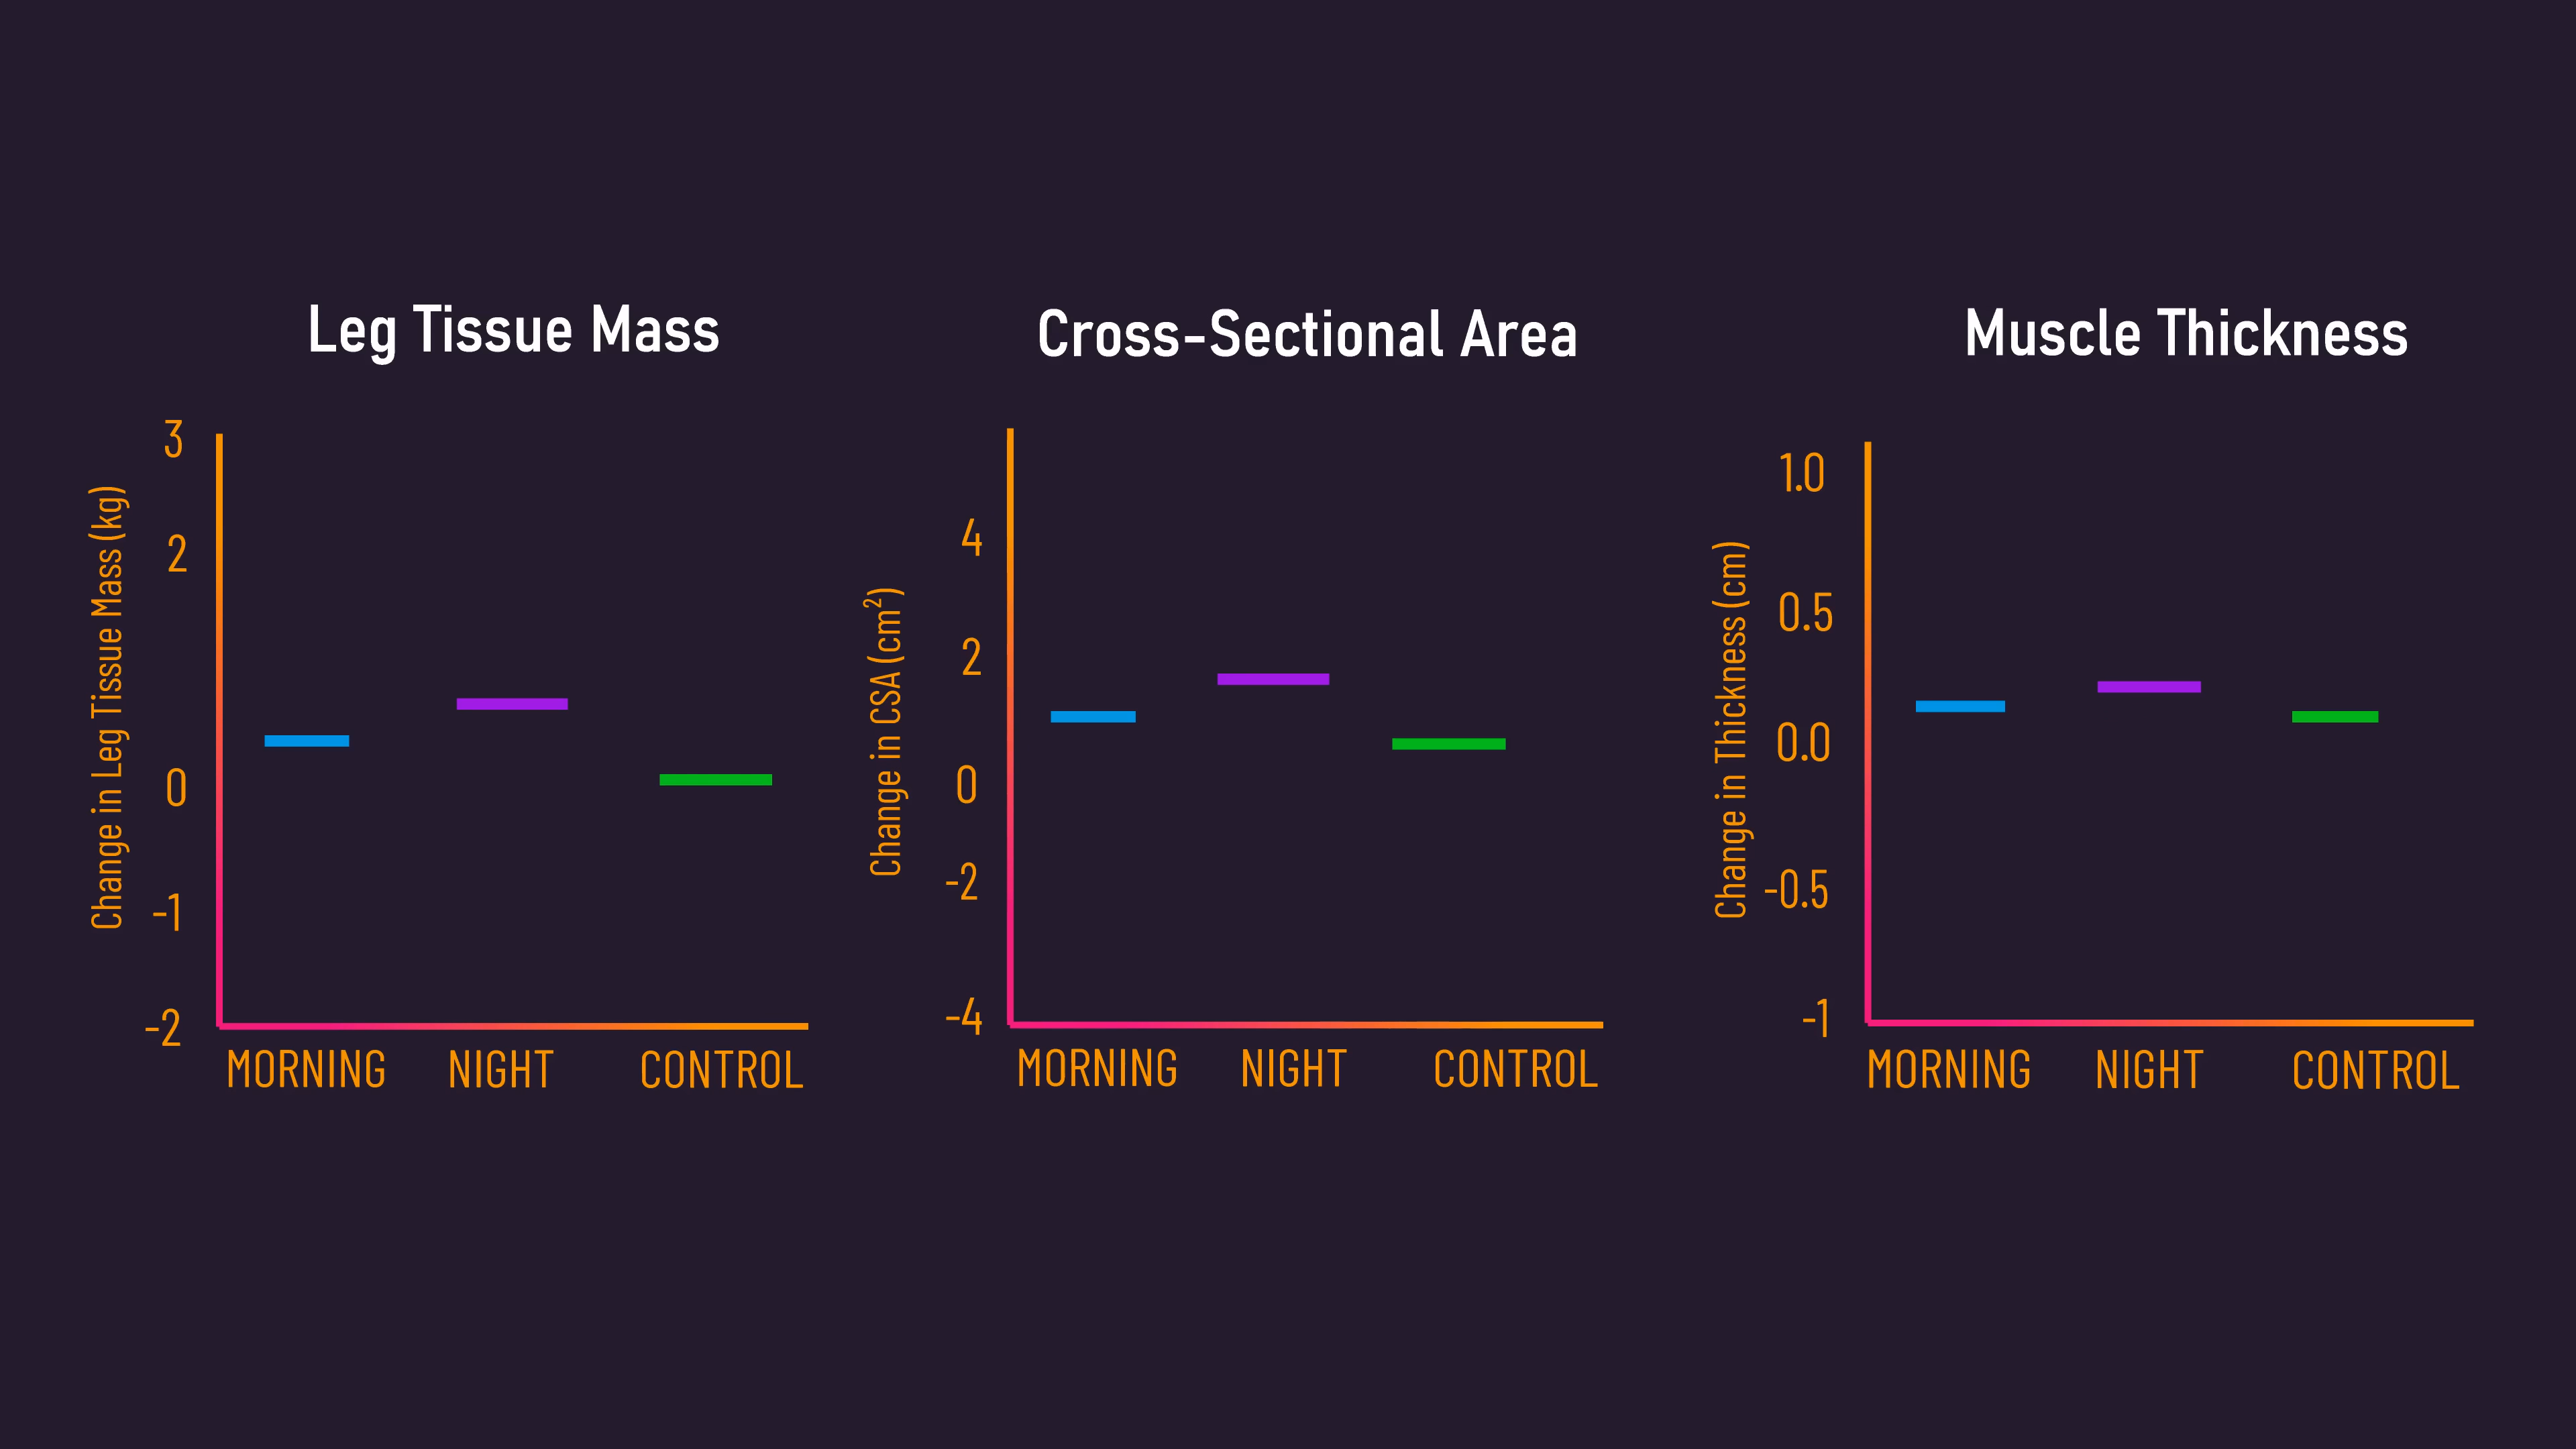 Leg Tissue Mass
Change in Leg Tissue Mass (kg)
3
2
0
-1
-2
MORNING NIGHT CONTROL
Cross-Sectional Area
Change in CSA (cm²)
4
2
0
-2
-4
MORNING NIGHT CONTROL
Muscle Thickness
Change in Thickness (cm)
1.0
0.5
0.0
-0.5
-1
MORNING NIGHT CONTROL